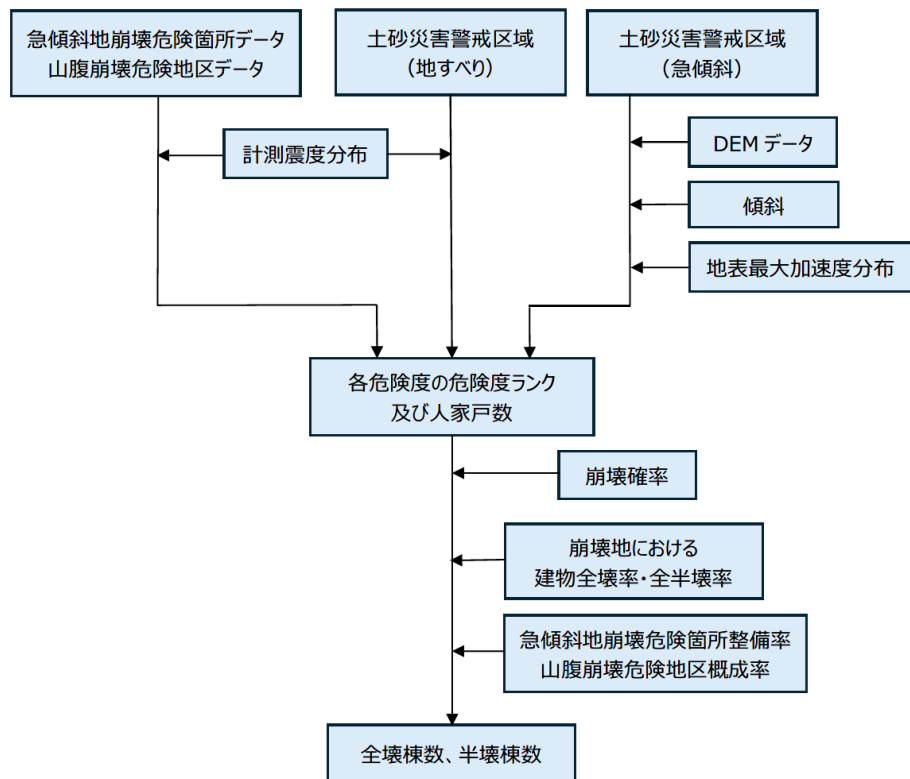 急傾斜地崩壊危険箇所データ
山腹崩壊危険地区データ
土砂災害警戒区域
（地すべり）
土砂災害警戒区域
（急傾斜）
計測震度分布
DEM データ
傾斜
地表最大加速度分布
各危険度の危険度ランク
及び人家戸数
崩壊確率
崩壊地における
建物全壊率・全半壊率
急傾斜地崩壊危険箇所整備率
山腹崩壊危険地区概成率
全壊棟数、半壊棟数